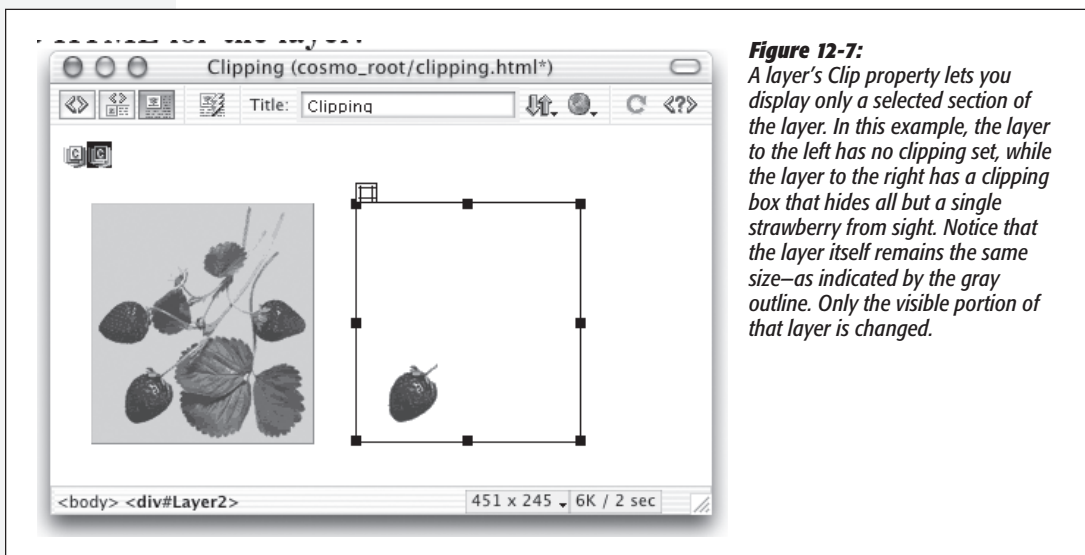 HTML for the layer.
Clipping (cosmo_root/clipping.html*)
Title: Clipping
<?>
Figure 12-7:
A layer's Clip property lets you
display only a selected section of
the layer. In this example, the layer
to the left has no clipping set, while
the layer to the right has a clipping
box that hides all but a single
strawberry from sight. Notice that
the layer itself remains the same
size—as indicated by the gray
outline. Only the visible portion of
that layer is changed.
<body> <div#Layer2>
451 x 245
6K / 2 sec